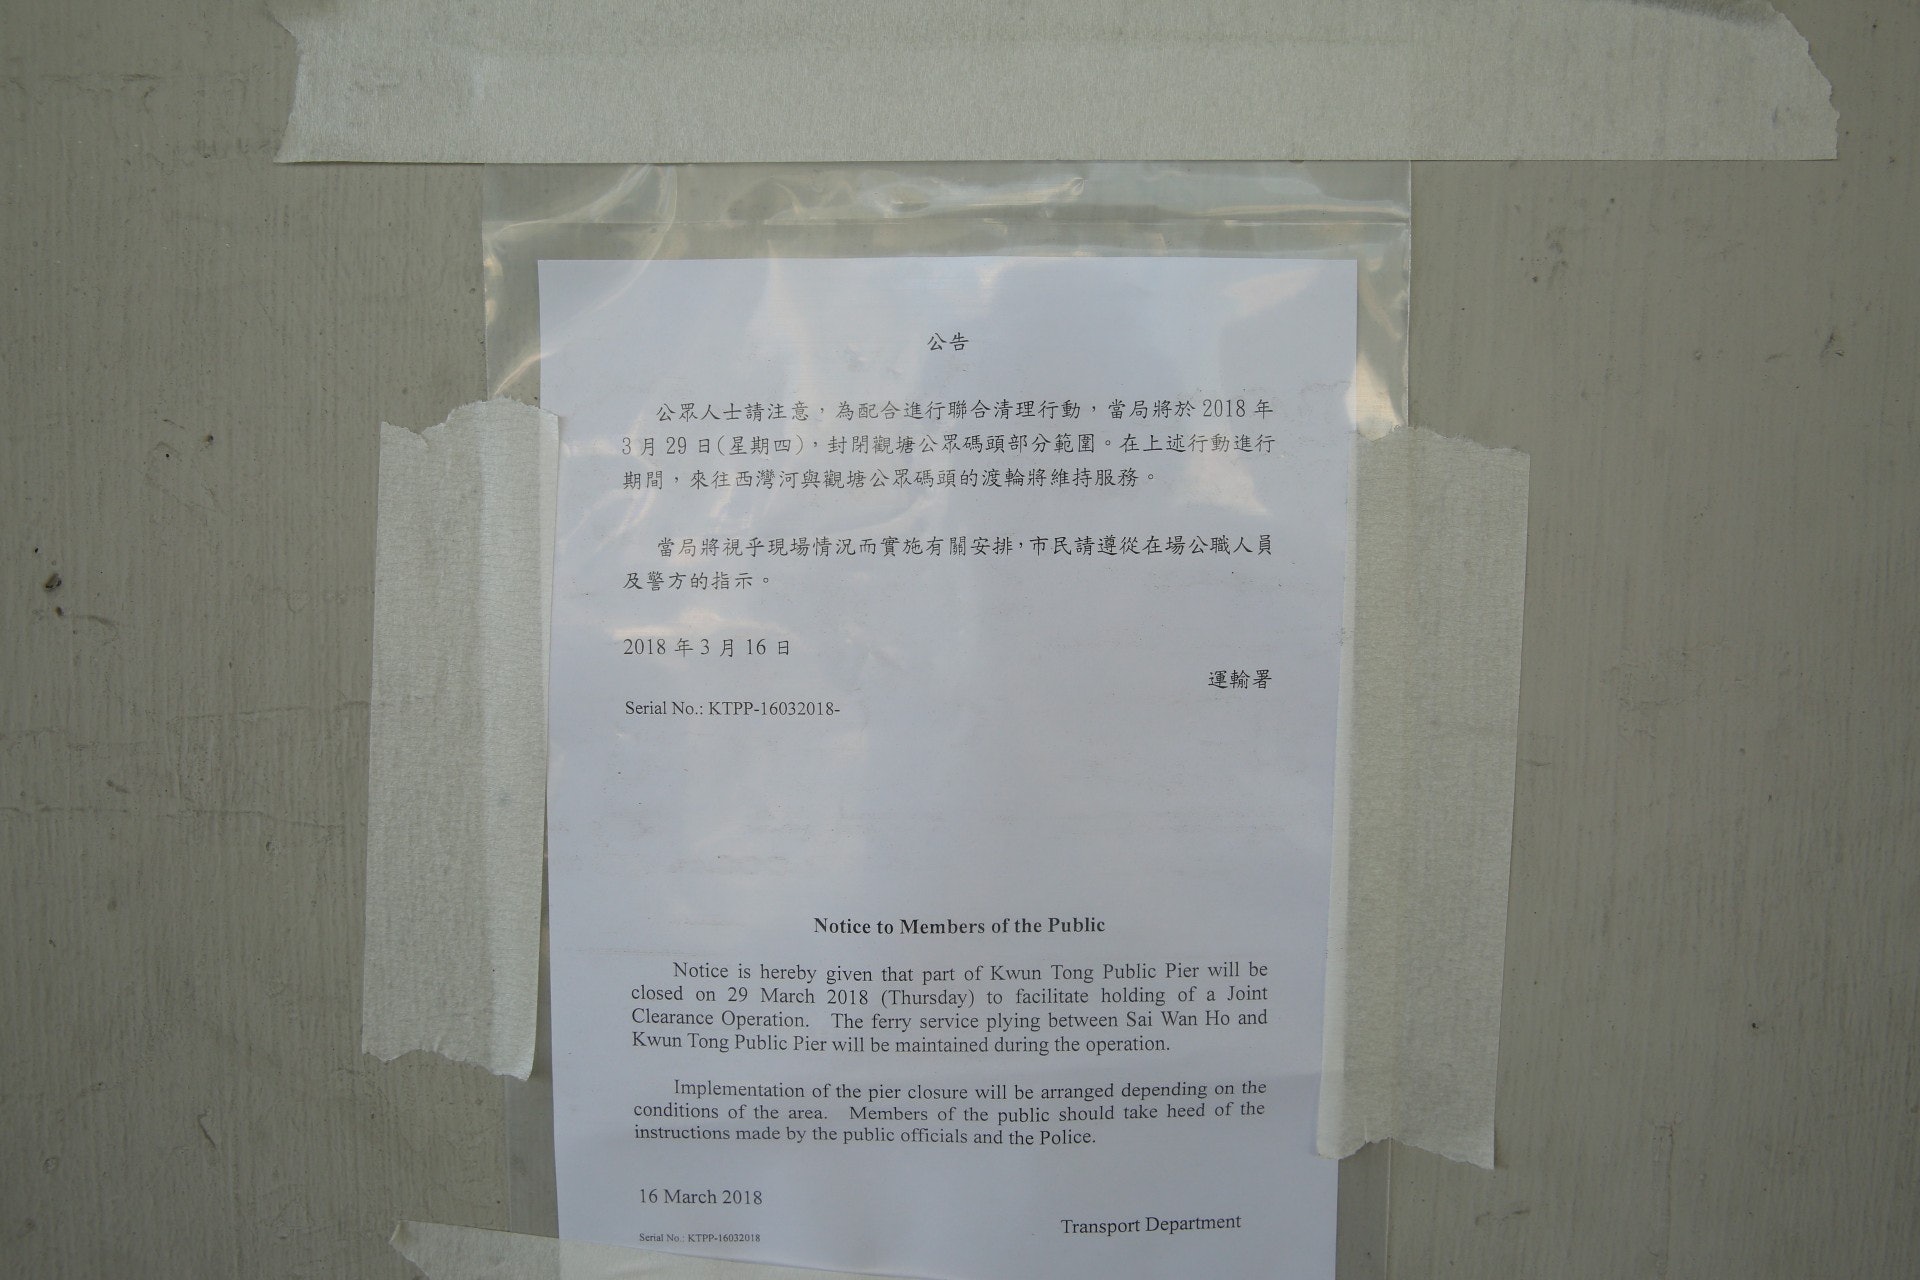 公告
公眾人士請注意，為配合進行聯合清理行動，當局將於 2018 年
3 月 29 日(星期四)，封閉觀塘公眾碼頭部分範圍。在上述行動進行
期間，來往西灣河與觀塘公眾碼頭的渡輪將維持服務。
當局將視乎現場情況而實施有關安排，市民請遵從在場公職人員
及警方的指示。
2018 年 3 月 16 日
運輸署
Serial No.: KTPP-16032018-
Notice to Members of the Public
Notice is hereby given that part of Kwun Tong Public Pier will be
closed on 29 March 2018 (Thursday) to facilitate holding of a Joint
Clearance Operation. The ferry service plying between Sai Wan Ho and
Kwun Tong Public Pier will be maintained during the operation.
Implementation of the pier closure will be arranged depending on the
conditions of the area. Members of the public should take heed of the
instructions made by the public officials and the Police.
16 March 2018
Transport Department
Serial No.: KTPP-16032018